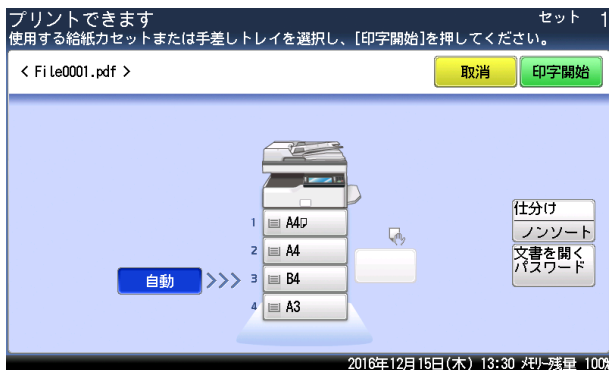 プリントできます
セット 1
使用する給紙カセットまたは手差しトレイを選択し、[印字開始]を押してください。
< File0001.pdf >
取消
印字開始
1 A4
2 A4
3 B4
4 A3
自動 >>>
仕分け
ノンソート
文書を開く
パスワード
2016年12月15日(木) 13:30 メモリー残量 100%